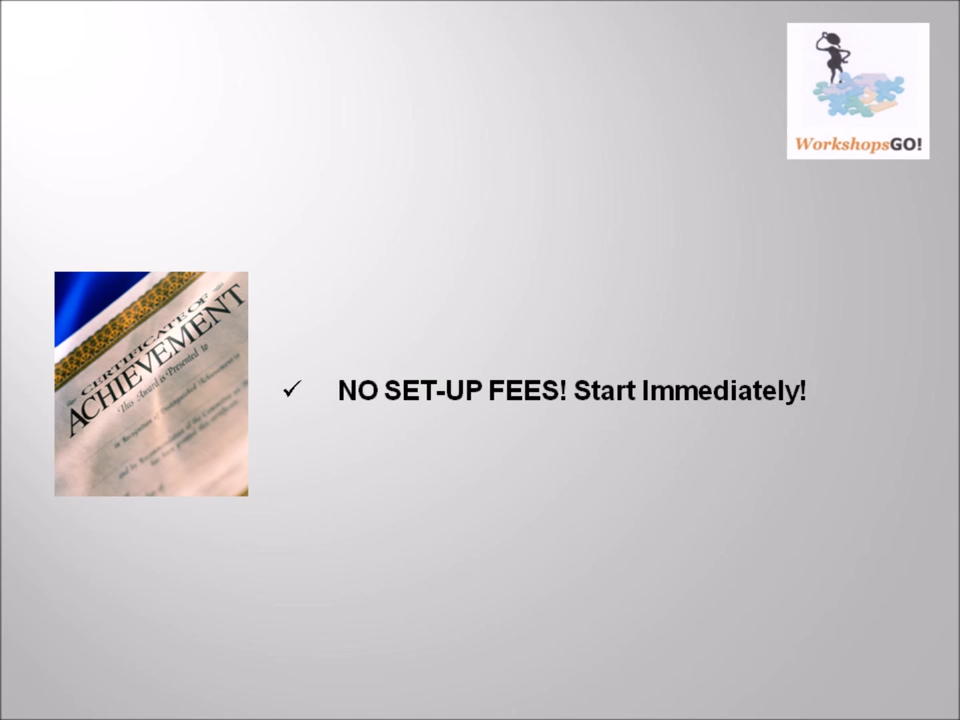 WorkshopsGO!
CERTIFICATE OF
ACHIEVEMENT
This Award is Presented to
NO SET-UP FEES! Start Immediately!